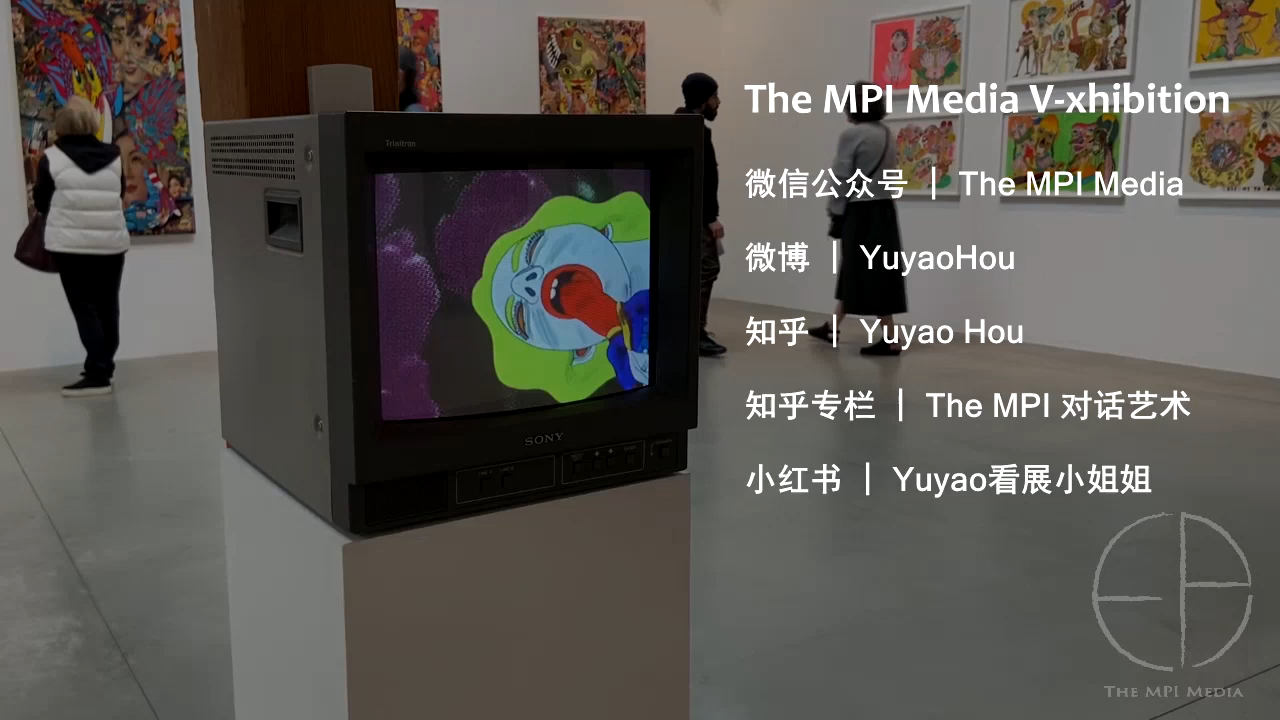 The MPI Media V-xhibition
微信公众号 | The MPI Media
微博 | YuyaoHou
知乎 | Yuyao Hou
知乎专栏 | The MPI 对话艺术
小红书 | Yuyao看展小姐姐
Trinitron
SONY
THE MPI MEDIA